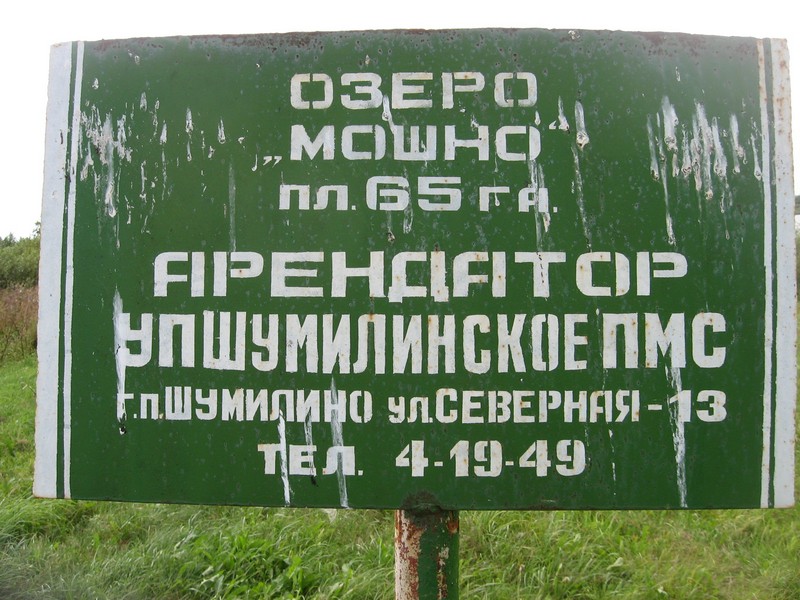 ОЗЕРО
„МОШНО“
ПЛ. 65 ГА.
АРЕНДАТОР
УП ШУМИЛИНСКОЕ ПМС
Г.П. ШУМИЛИНО УЛ. СЕВЕРНАЯ - 13
ТЕЛ. 4-19-49